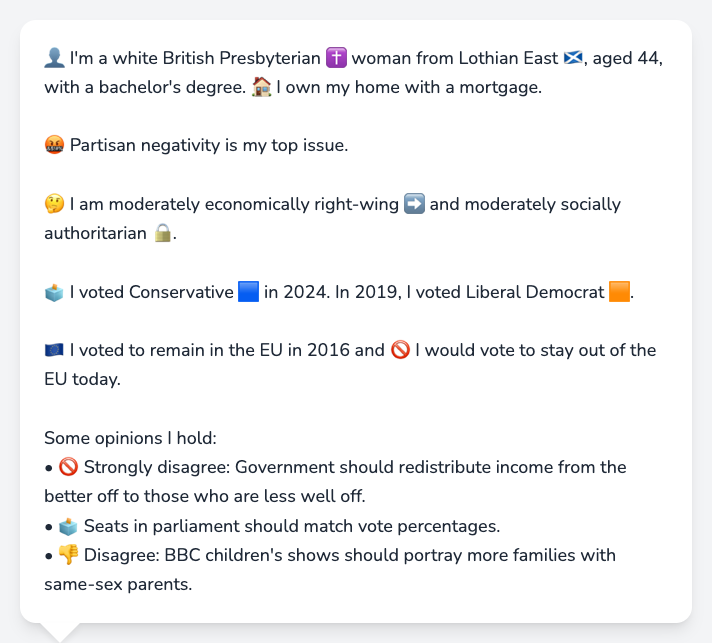 👤 I'm a white British Presbyterian ✝️ woman from Lothian East 🏴󠁧󠁢󠁳󠁣󠁴󠁿, aged 44,
with a bachelor's degree. 🏠 I own my home with a mortgage.
🤬 Partisan negativity is my top issue.
🤔 I am moderately economically right-wing ➡️ and moderately socially
authoritarian 🔒.
🗳️ I voted Conservative 🟦 in 2024. In 2019, I voted Liberal Democrat 🟧.
🇪🇺 I voted to remain in the EU in 2016 and 🚫 I would vote to stay out of the
EU today.
Some opinions I hold:
• 🚫 Strongly disagree: Government should redistribute income from the
better off to those who are less well off.
• 🗳️ Seats in parliament should match vote percentages.
• 👎 Disagree: BBC children's shows should portray more families with
same-sex parents.